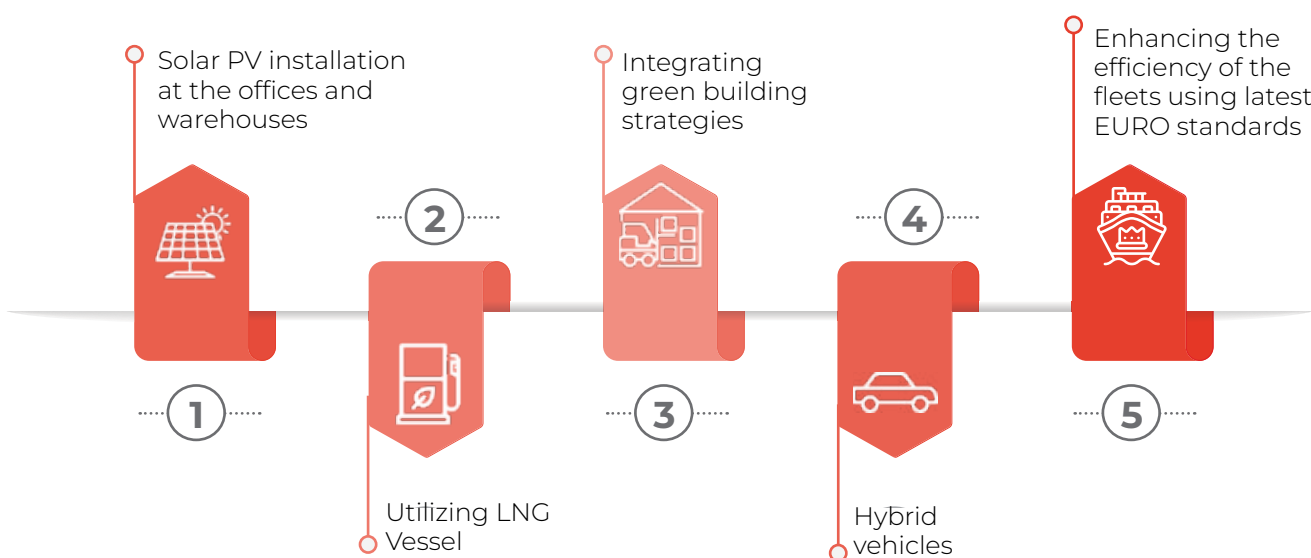 Solar PV installation
at the offices and
warehouses
1
2
Utilizing LNG
Vessel
Integrating
green building
strategies
3
4
Hybrid
vehicles
Enhancing the
efficiency of the
fleets using latest
EURO standards
5